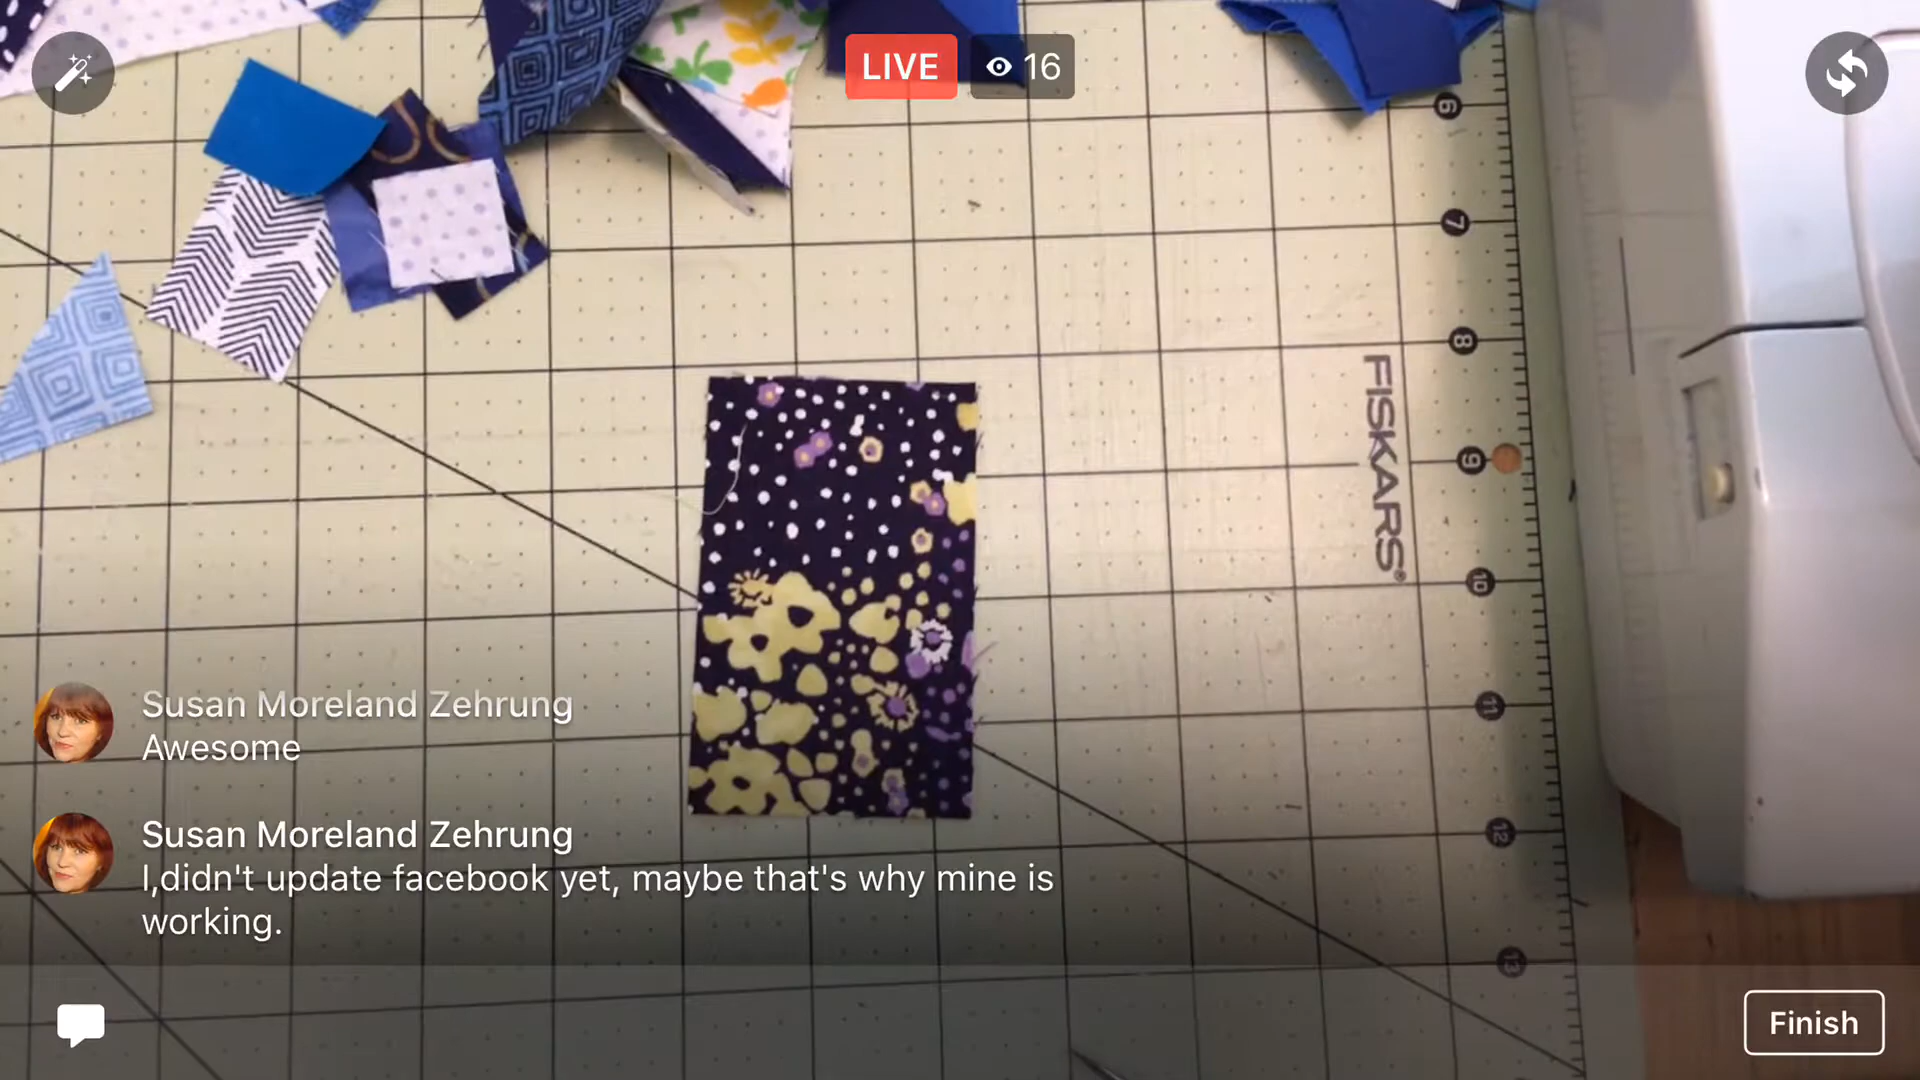 LIVE
16
6
7
8
FISKARS®
9
10
11
12
13
Susan Moreland Zehrung
Awesome
Susan Moreland Zehrung
I,didn't update facebook yet, maybe that's why mine is
working.
Finish